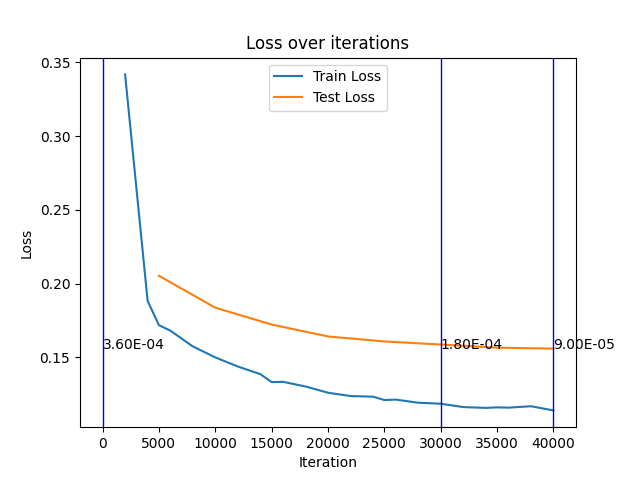 Loss over iterations
Train Loss
Test Loss
0.35
0.30
0.25
0.20
0.15
Loss
3.60E-04
1.80E-04
9.00E-05
0 5000 10000 15000 20000 25000 30000 35000 40000
Iteration